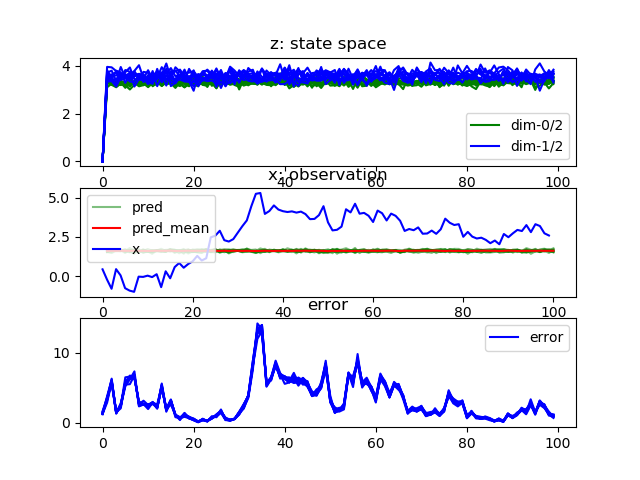 z: state space
4
2
0
dim-0/2
dim-1/2
0 20 40 60 80 100
x: observation
5.0
2.5
0.0
pred
pred_mean
x
0 20 40 60 80 100
error
10
0
error
0 20 40 60 80 100